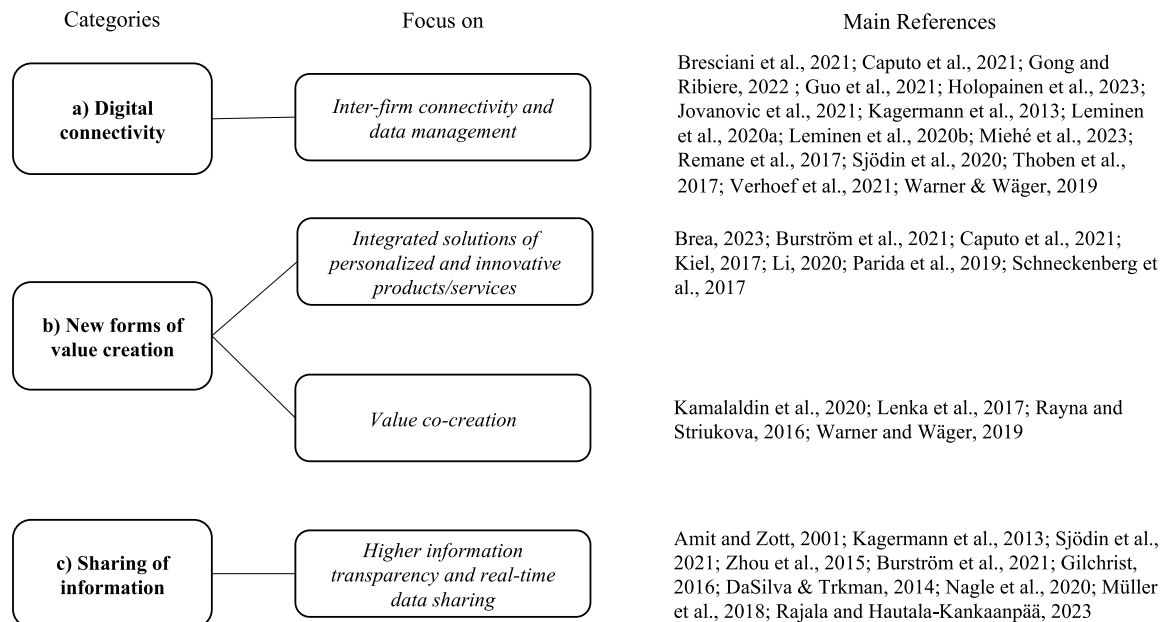 Categories
Focus on
Main References
a) Digital
connectivity
Inter-firm connectivity and
data management
Bresciani et al., 2021; Caputo et al., 2021; Gong and
Ribiere, 2022 ; Guo et al., 2021; Holopainen et al., 2023;
Jovanovic et al., 2021; Kagermann et al., 2013; Leminen
et al., 2020a; Leminen et al., 2020b; Miehé et al., 2023;
Remane et al., 2017; Sjödin et al., 2020; Thoben et al.,
2017; Verhoef et al., 2021; Warner & Wäger, 2019
b) New forms of
value creation
Integrated solutions of
personalized and innovative
products/services
Brea, 2023; Burström et al., 2021; Caputo et al., 2021;
Kiel, 2017; Li, 2020; Parida et al., 2019; Schneckenberg et
al., 2017
Value co-creation
Kamalaldin et al., 2020; Lenka et al., 2017; Rayna and
Striukova, 2016; Warner and Wäger, 2019
c) Sharing of
information
Higher information
transparency and real-time
data sharing
Amit and Zott, 2001; Kagermann et al., 2013; Sjödin et al.,
2021; Zhou et al., 2015; Burström et al., 2021; Gilchrist,
2016; DaSilva & Trkman, 2014; Nagle et al., 2020; Müller
et al., 2018; Rajala and Hautala-Kankaanpää, 2023